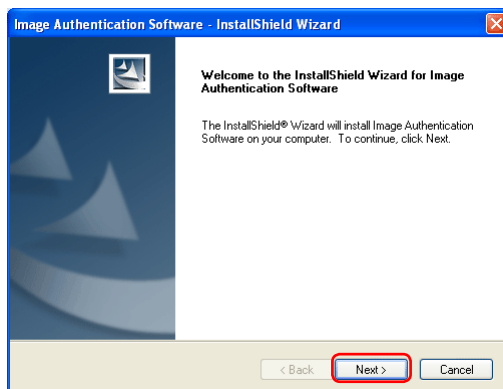 Image Authentication Software - InstallShield Wizard
Welcome to the InstallShield Wizard for Image
Authentication Software
The InstallShield® Wizard will install Image Authentication
Software on your computer. To continue, click Next.
< Back
Next >
Cancel